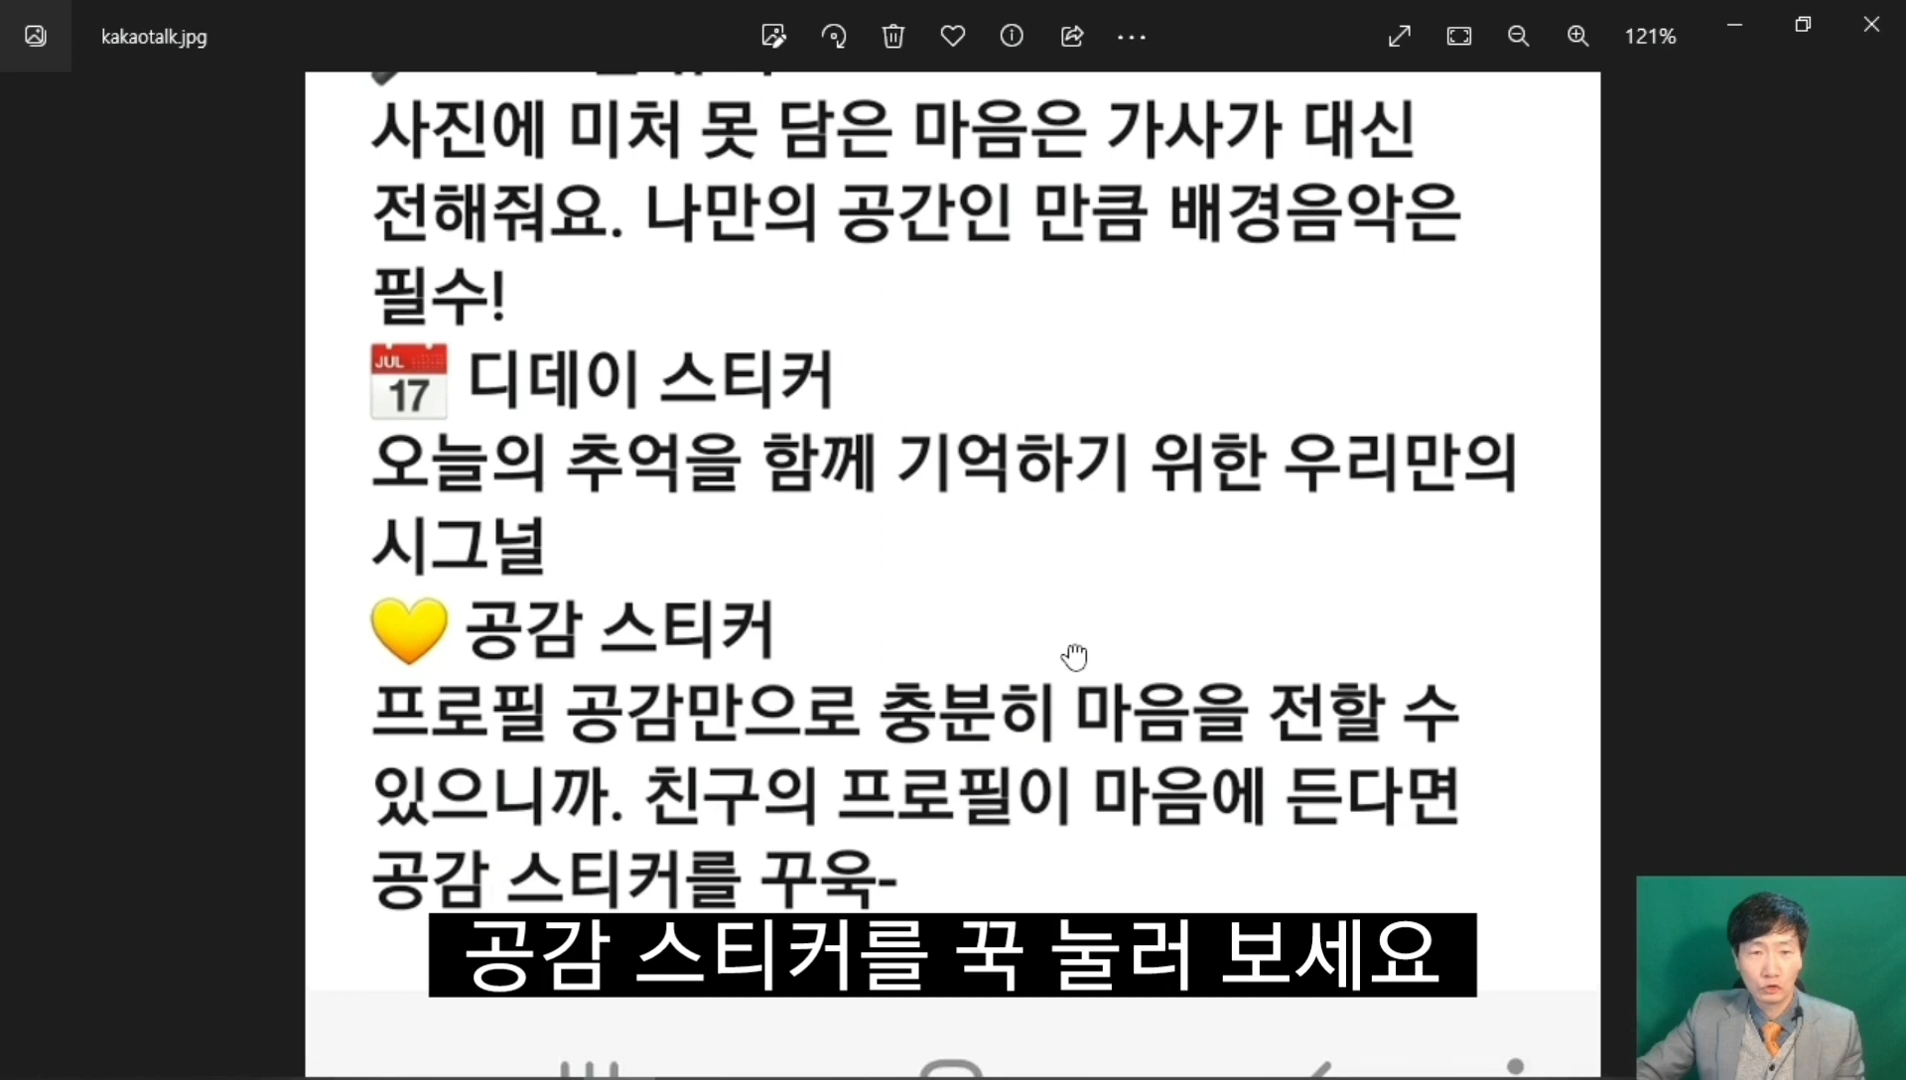 kakaotalk.jpg
121%
사진에 미처 못 담은 마음은 가사가 대신
전해줘요. 나만의 공간인 만큼 배경음악은
필수!
JUL
17
디데이 스티커
오늘의 추억을 함께 기억하기 위한 우리만의
시그널
공감 스티커
프로필 공감만으로 충분히 마음을 전할 수
있으니까. 친구의 프로필이 마음에 든다면
공감 스티커를 꾸욱-
공감 스티커를 꾹 눌러 보세요